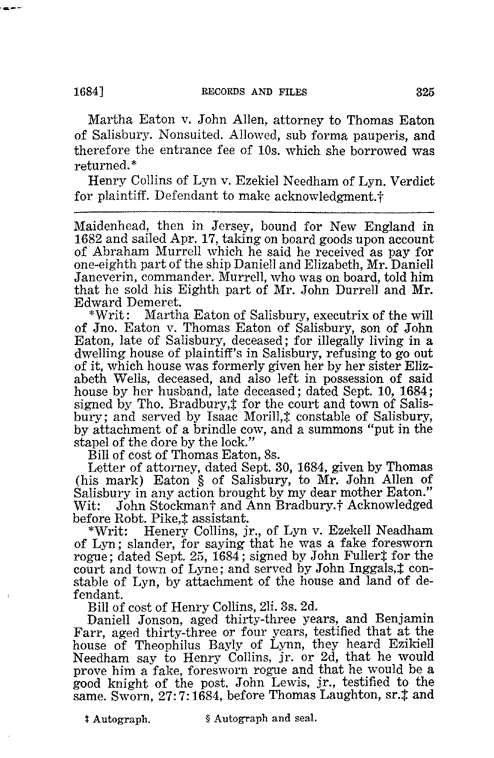 1684] RECORDS AND FILES 325
Martha Eaton v. John Allen, attorney to Thomas Eaton
of Salisbury. Nonsuited. Allowed, sub forma pauperis, and
therefore the entrance fee of 10s. which she borrowed was
returned.*
Henry Collins of Lyn v. Ezekiel Needham of Lyn. Verdict
for plaintiff. Defendant to make acknowledgment.†
Maidenhead, then in Jersey, bound for New England in
1682 and sailed Apr. 17, taking on board goods upon account
of Abraham Murrell which he said he received as pay for
one-eighth part of the ship Daniell and Elizabeth, Mr. Daniell
Janeverin, commander. Murrell, who was on board, told him
that he sold his Eighth part of Mr. John Durrell and Mr.
Edward Demeret.
*Writ: Martha Eaton of Salisbury, executrix of the will
of Jno. Eaton v. Thomas Eaton of Salisbury, son of John
Eaton, late of Salisbury, deceased; for illegally living in a
dwelling house of plaintiff's in Salisbury, refusing to go out
of it, which house was formerly given her by her sister Eliz-
abeth Wells, deceased, and also left in possession of said
house by her husband, late deceased; dated Sept. 10, 1684;
signed by Tho. Bradbury,‡ for the court and town of Salis-
bury; and served by Isaac Morill,‡ constable of Salisbury,
by attachment of a brindle cow, and a summons "put in the
stapel of the dore by the lock."
Bill of cost of Thomas Eaton, 8s.
Letter of attorney, dated Sept. 30, 1684, given by Thomas
(his mark) Eaton § of Salisbury, to Mr. John Allen of
Salisbury in any action brought by my dear mother Eaton."
Wit: John Stockman† and Ann Bradbury.† Acknowledged
before Robt. Pike,‡ assistant.
*Writ: Henery Collins, jr., of Lyn v. Ezekell Neadham
of Lyn; slander, for saying that he was a fake foresworn
rogue; dated Sept. 25, 1684; signed by John Fuller‡ for the
court and town of Lyne; and served by John Inggals,‡ con-
stable of Lyn, by attachment of the house and land of de-
fendant.
Bill of cost of Henry Collins, 2li. 3s. 2d.
Daniell Jonson, aged thirty-three years, and Benjamin
Farr, aged thirty-three or four years, testified that at the
house of Theophilus Bayly of Lynn, they heard Ezikiell
Needham say to Henry Collins, jr. or 2d, that he would
prove him a fake, foresworn rogue and that he would be a
good knight of the post. John Lewis, jr., testified to the
same. Sworn, 27:7:1684, before Thomas Laughton, sr.‡ and
‡ Autograph. § Autograph and seal.